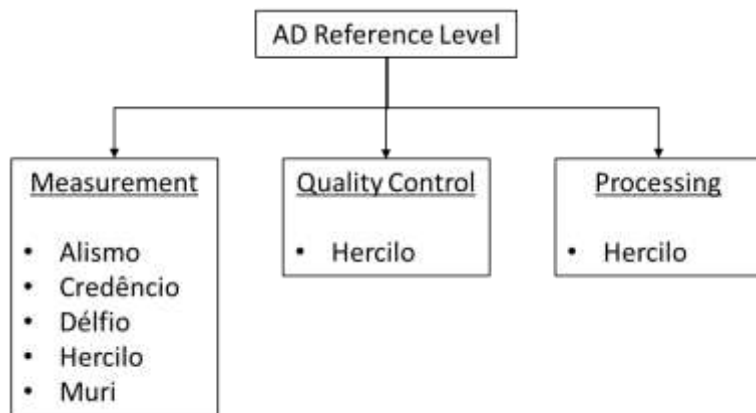 AD Reference Level
Measurement
• Alismo
• Credêncio
• Délfio
• Hercilo
• Muri
Quality Control
• Hercilo
Processing
• Hercilo